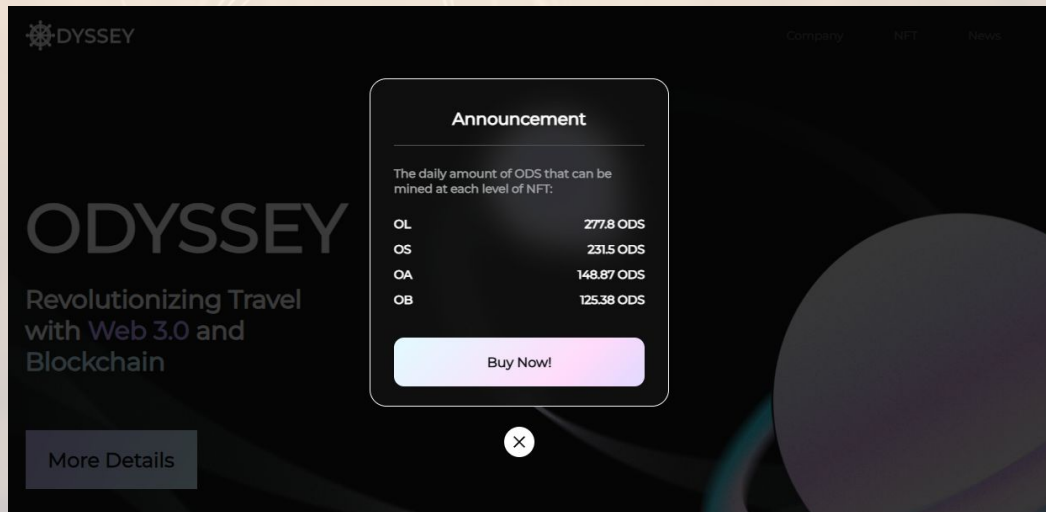 DYSSEY
Company NFT News
Announcement
The daily amount of ODS that can be
mined at each level of NFT:
OL 277.8 ODS
OS 231.5 ODS
OA 148.87 ODS
OB 125.38 ODS
Buy Now!
ODYSSEY
Revolutionizing Travel
with Web 3.0 and
Blockchain
More Details